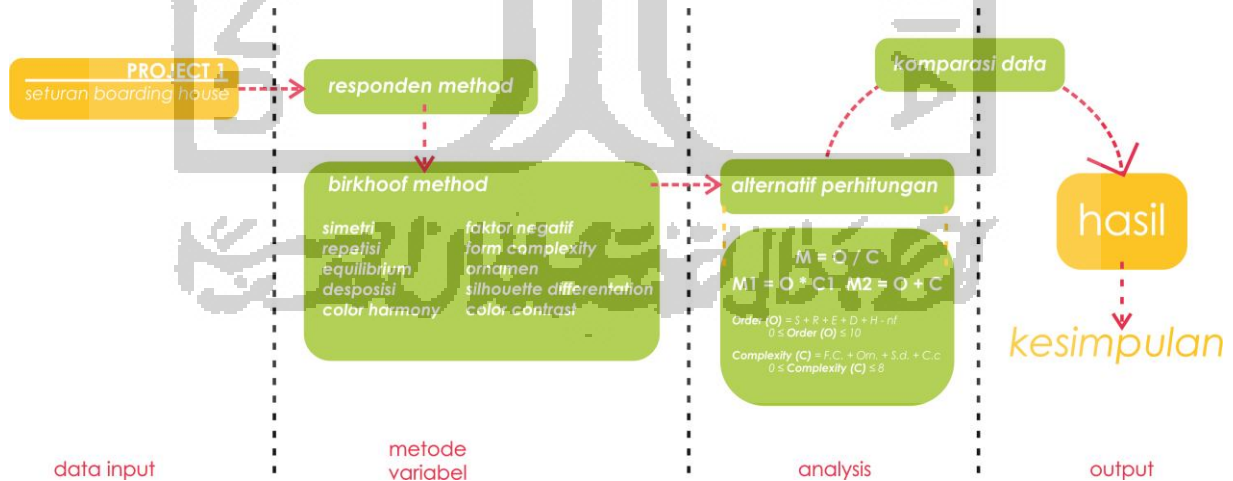 PROJECT 1
seturan boarding house
responden method
birkhoof method
simetri
repetisi
equilibrium
desposisi
color harmony
faktor negatif
form complexity
ornamen
silhouette differentation
color contrast
komparasi data
alternatif perhitungan
M = O / C
M1 = O * C1 M2 = O + C
Order (O) = S + R + E + D + H - nf
0 ≤ Order (O) ≤ 10
Complexity (C) = F.C. + Orn. + S.d. + C.c
0 ≤ Complexity (C) ≤ 8
hasil
kesimpulan
data input
metode
variabel
analysis
output